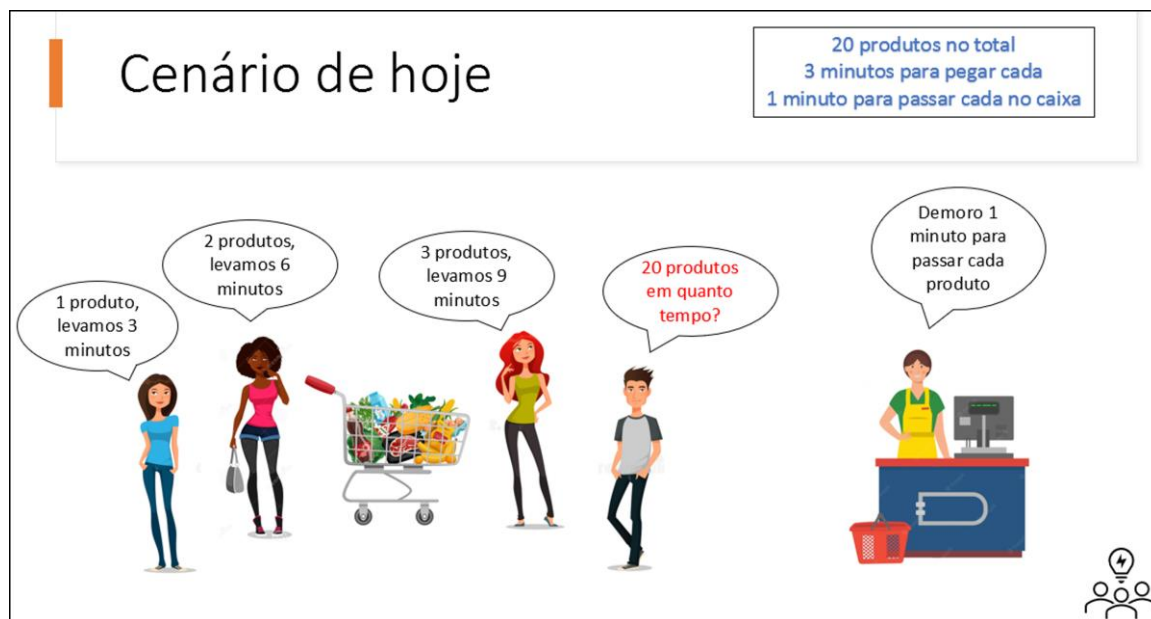 Cenário de hoje
20 produtos no total
3 minutos para pegar cada
1 minuto para passar cada no caixa
1 produto,
levamos 3
minutos
2 produtos,
levamos 6
minutos
3 produtos,
levamos 9
minutos
20 produtos
em quanto
tempo?
Demoro 1
minuto para
passar cada
produto